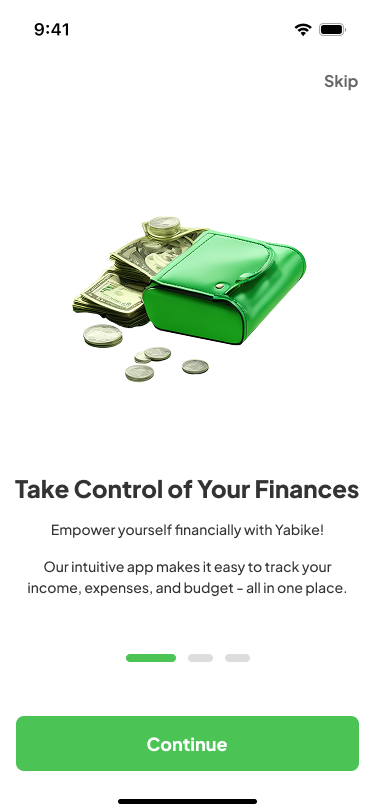 9:41
Skip
Take Control of Your Finances
Empower yourself financially with Yabike!
Our intuitive app makes it easy to track your
income, expenses, and budget - all in one place.
Continue